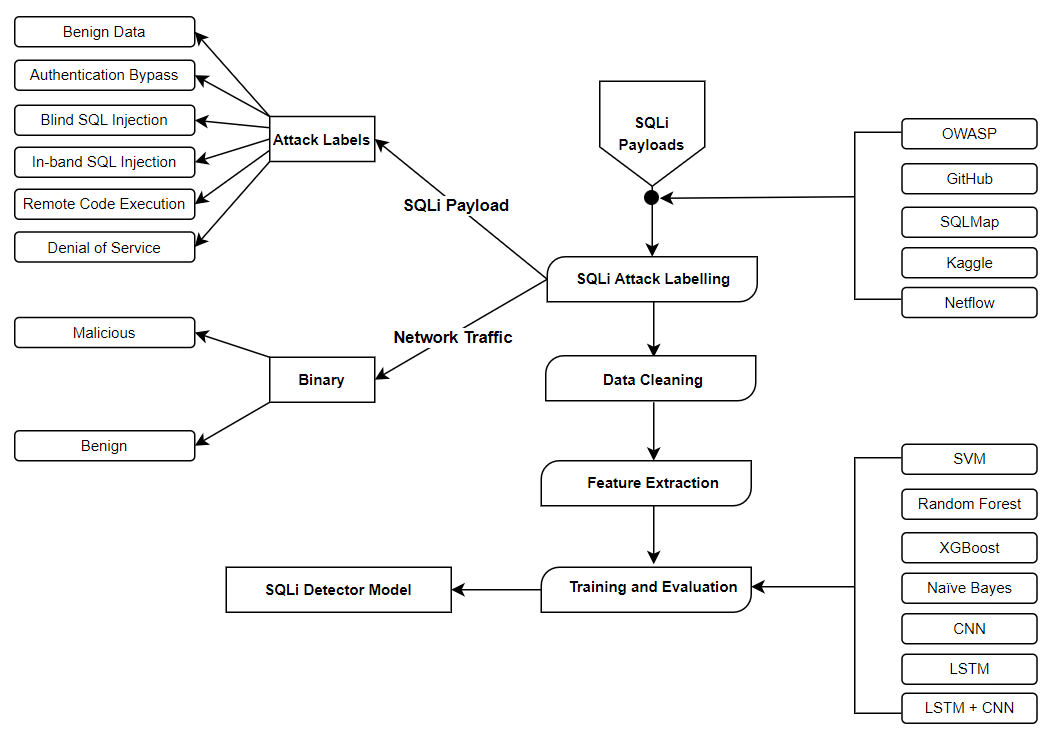 Benign Data
Authentication Bypass
Blind SQL Injection
In-band SQL Injection
Remote Code Execution
Denial of Service
Attack Labels
SQLi Payload
Network Traffic
Malicious
Binary
Benign
SQLi
Payloads
SQLi Attack Labelling
Data Cleaning
Feature Extraction
Training and Evaluation
SQLi Detector Model
OWASP
GitHub
SQLMap
Kaggle
Netflow
SVM
Random Forest
XGBoost
Naïve Bayes
CNN
LSTM
LSTM + CNN